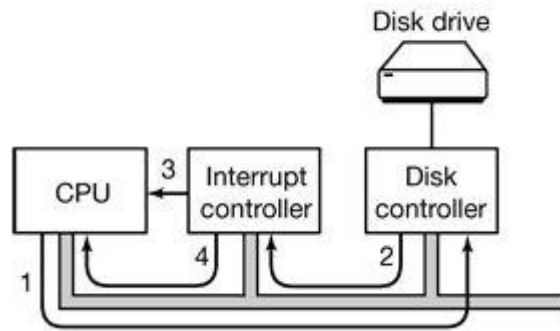 Disk drive
CPU
3
Interrupt
controller
Disk
controller
1
4
2